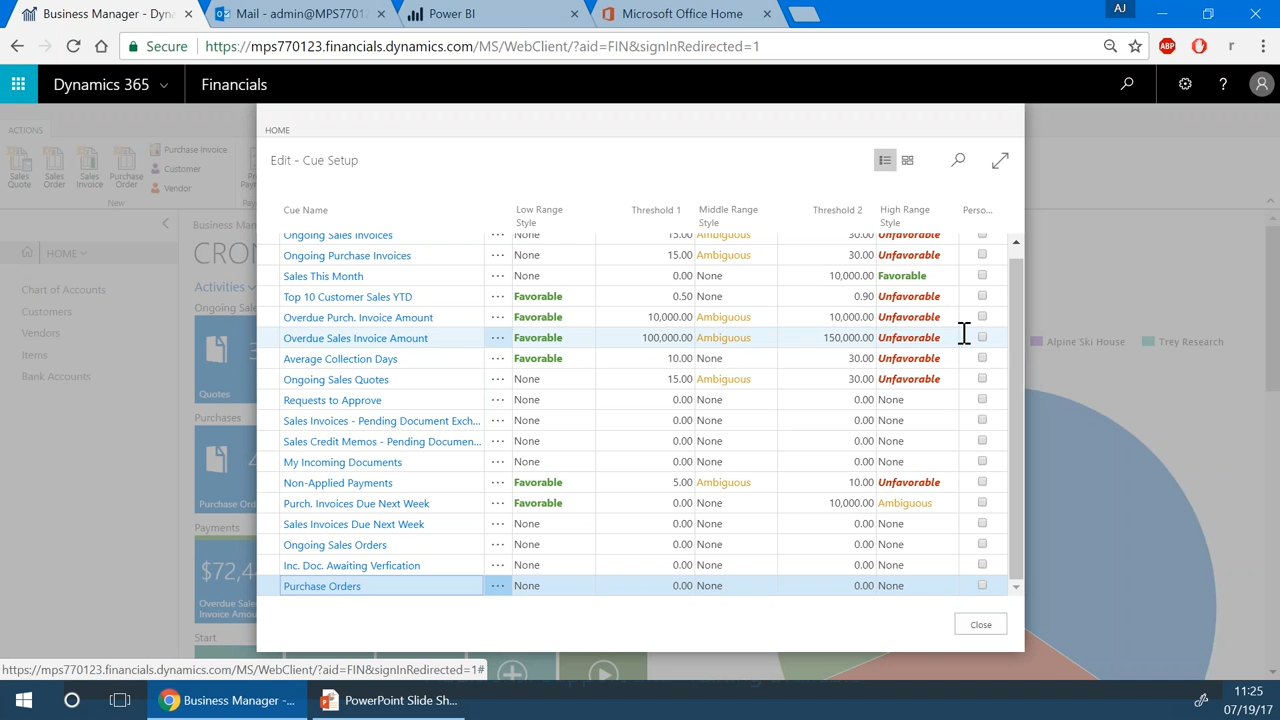 Business Manager - Dyna
Mail - admin@MPS7701
Power BI
Microsoft Office Home
AJ
Secure
https://mps770123.financials.dynamics.com/MS/WebClient/?aid=FIN&signInRedirected=1
ABP
r
Dynamics 365
Financials
?
ACTIONS
Sales Quote
Sales Order
Sales Invoice
Purchase Order
Purchase Invoice
Customer
Vendor
New
HOME
Edit - Cue Setup
Business Mana
CRON
HOME
Chart of Accounts
Customers
Vendors
Items
Bank Accounts
Activities
Ongoing Sales
Quotes
Purchases
Purchase Order
Payments
$72,4
Overdue Sales
Invoice Amou
Start
Cue Name Low Range Style Threshold 1 Middle Range Style Threshold 2 High Range Style Perso...
Ongoing Sales Invoices ··· None 15.00 Ambiguous 30.00 Unfavorable
Ongoing Purchase Invoices ··· None 15.00 Ambiguous 30.00 Unfavorable
Sales This Month ··· None 0.00 None 10,000.00 Favorable
Top 10 Customer Sales YTD ··· Favorable 0.50 None 0.90 Unfavorable
Overdue Purch. Invoice Amount ··· Favorable 10,000.00 Ambiguous 10,000.00 Unfavorable
Overdue Sales Invoice Amount ··· Favorable 100,000.00 Ambiguous 150,000.00 Unfavorable
Average Collection Days ··· Favorable 10.00 None 30.00 Unfavorable
Ongoing Sales Quotes ··· None 15.00 Ambiguous 30.00 Unfavorable
Requests to Approve ··· None 0.00 None 0.00 None
Sales Invoices - Pending Document Exch... ··· None 0.00 None 0.00 None
Sales Credit Memos - Pending Documen... ··· None 0.00 None 0.00 None
My Incoming Documents ··· None 0.00 None 0.00 None
Non-Applied Payments ··· Favorable 5.00 Ambiguous 10.00 Unfavorable
Purch. Invoices Due Next Week ··· Favorable 0.00 None 10,000.00 Ambiguous
Sales Invoices Due Next Week ··· None 0.00 None 0.00 None
Ongoing Sales Orders ··· None 0.00 None 0.00 None
Inc. Doc. Awaiting Verfication ··· None 0.00 None 0.00 None
Purchase Orders ··· None 0.00 None 0.00 None
Close
Alpine Ski House
Trey Research
https://mps770123.financials.dynamics.com/MS/WebClient/?aid=FIN&signInRedirected=1#
Business Manager -...
PowerPoint Slide Sh...
11:25
07/19/17